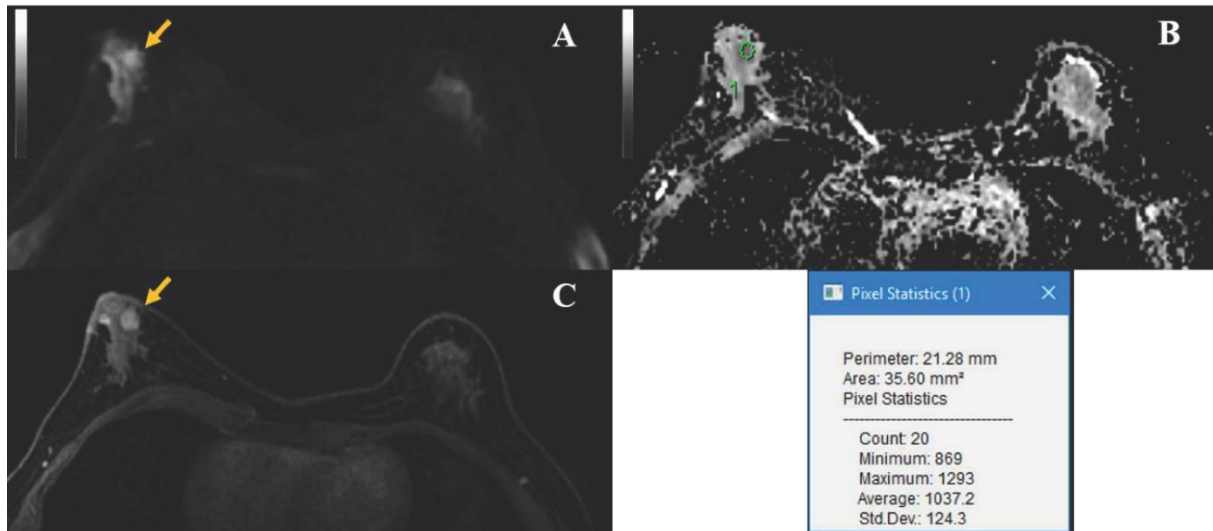 A
B
O
1
C
Pixel Statistics (1)
Perimeter: 21.28 mm
Area: 35.60 mm²
Pixel Statistics
------------------------------------
Count: 20
Minimum: 869
Maximum: 1293
Average: 1037.2
Std.Dev.: 124.3